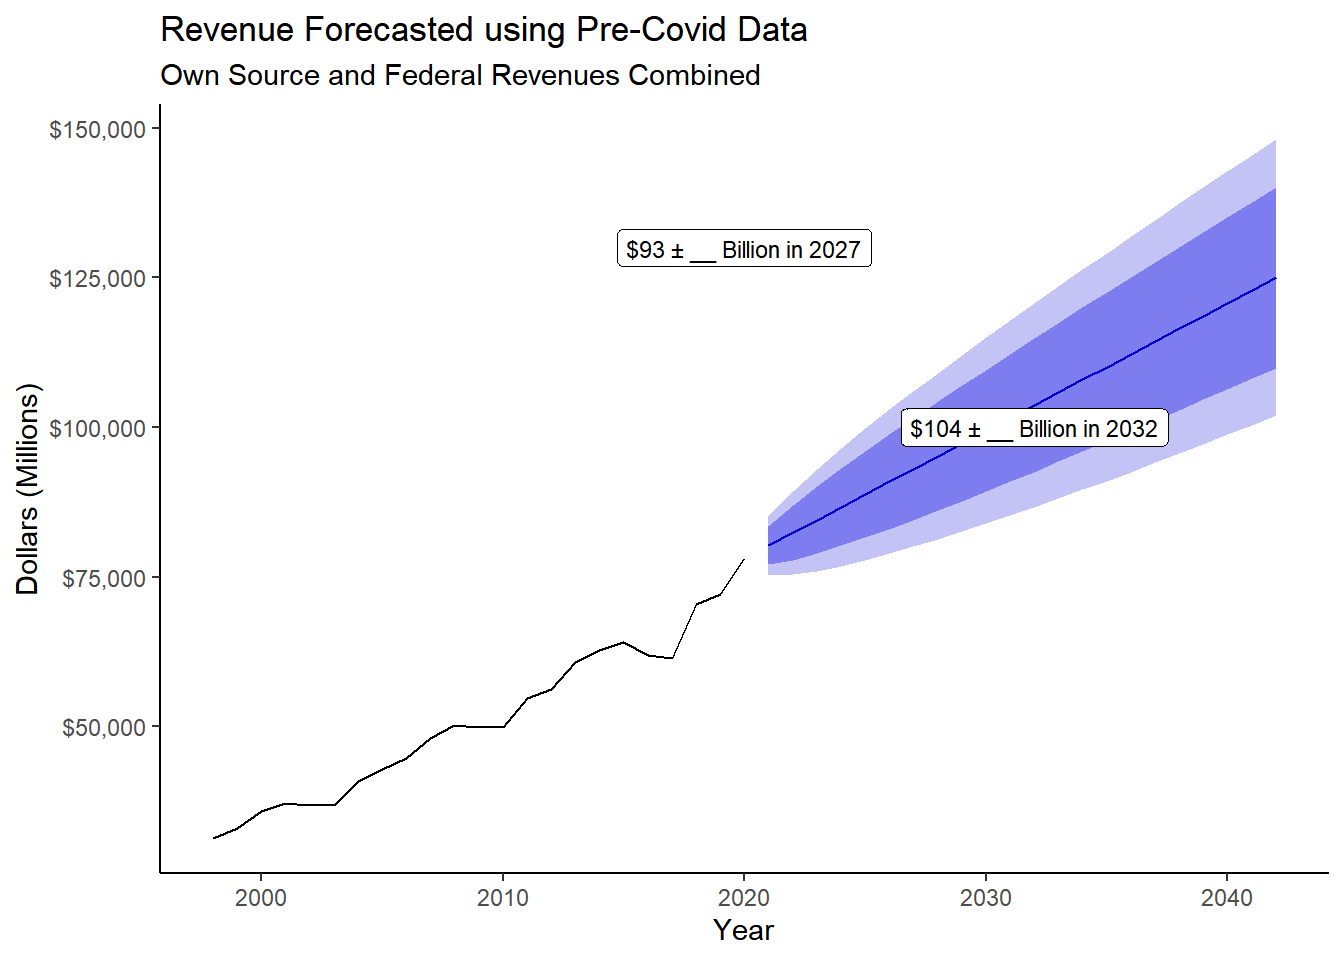 Revenue Forecasted using Pre-Covid Data
Own Source and Federal Revenues Combined
$150,000
$125,000
$100,000
$75,000
$50,000
Dollars (Millions)
$93 ± __ Billion in 2027
$104 ± __ Billion in 2032
2000 2010 2020 2030 2040
Year